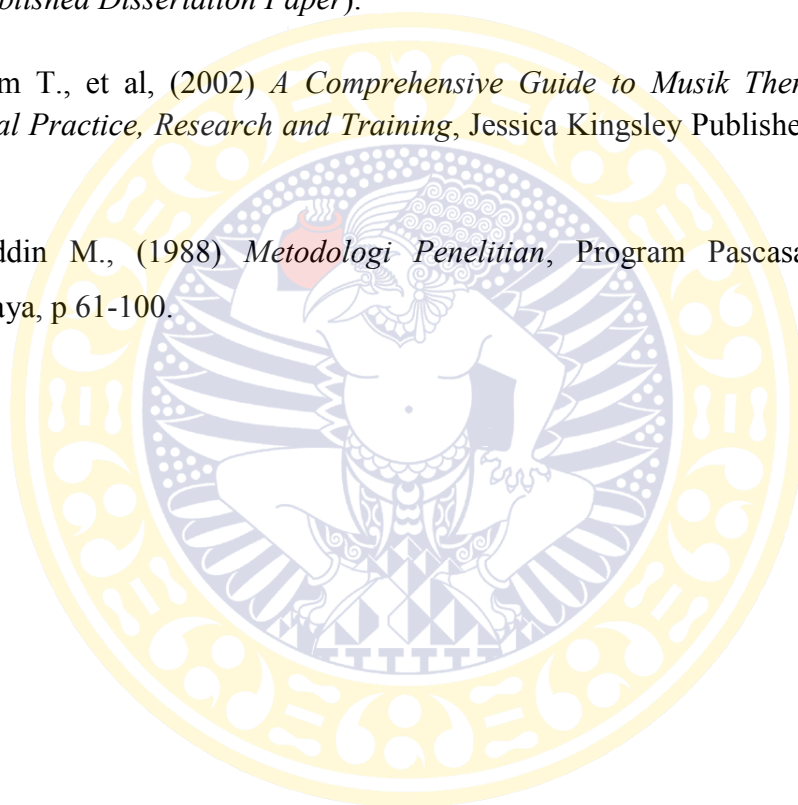 blished Dissertation Paper).
m T., et al, (2002) A Comprehensive Guide to Musik Ther
al Practice, Research and Training, Jessica Kingsley Publishe
ddin M., (1988) Metodologi Penelitian, Program Pascasa
aya, p 61-100.